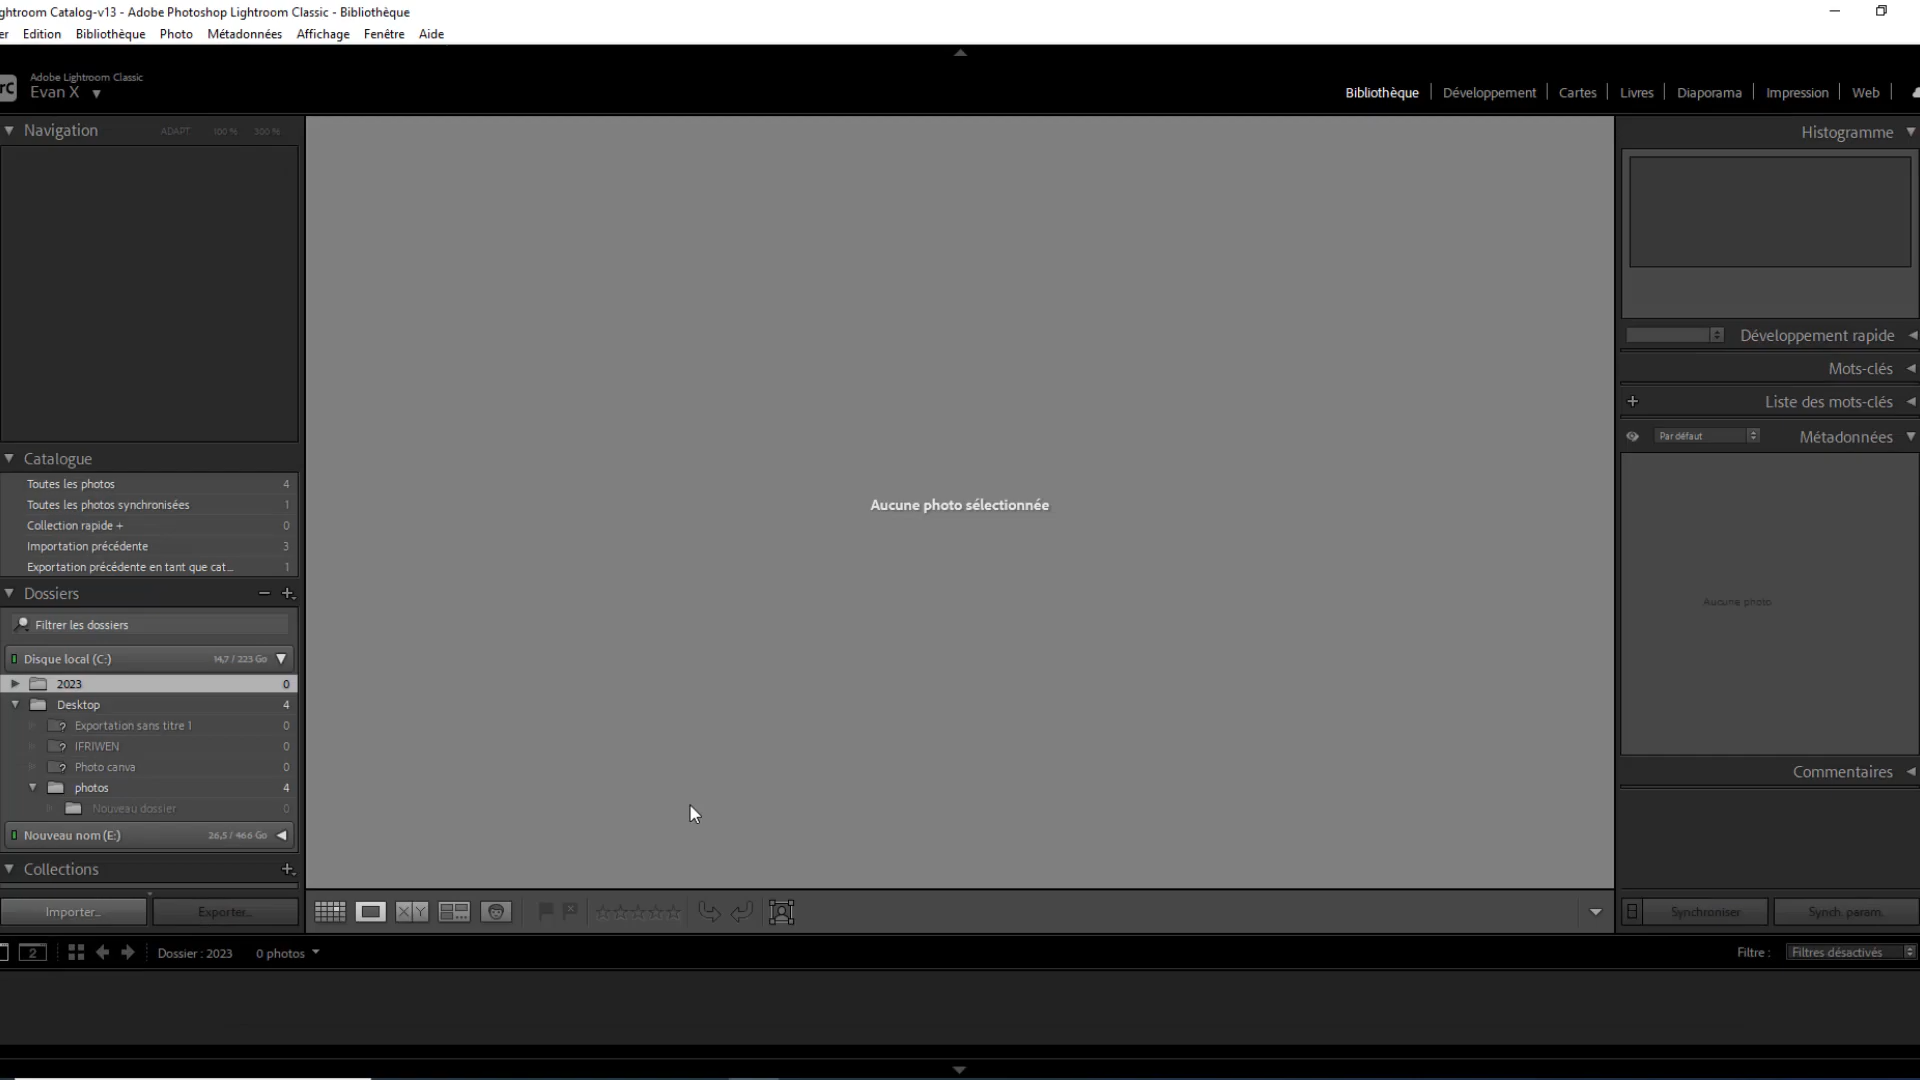 ghtroom Catalog-v13 - Adobe Photoshop Lightroom Classic - Bibliothèque
er Edition Bibliothèque Photo Métadonnées Affichage Fenêtre Aide
rC
Adobe Lightroom Classic
Evan X
Bibliothèque Développement Cartes Livres Diaporama Impression Web
Navigation ADAPT. 100 % 300 %
Histogramme
Développement rapide
Mots-clés
Liste des mots-clés
Par défaut Métadonnées
Aucune photo
Commentaires
Catalogue
Toutes les photos 4
Toutes les photos synchronisées 1
Collection rapide + 0
Importation précédente 3
Exportation précédente en tant que cat... 1
Aucune photo sélectionnée
Dossiers
Filtrer les dossiers
Disque local (C:) 14,7 / 223 Go
2023 0
Desktop 4
Exportation sans titre 1 0
IFRIWEN 0
Photo canva 0
photos 4
Nouveau dossier 0
Nouveau nom (E:) 26,5 / 466 Go
Collections
Importer... Exporter...
XY
Synchroniser Synch. param.
2 Dossier : 2023 0 photos
Filtre : Filtres désactivés